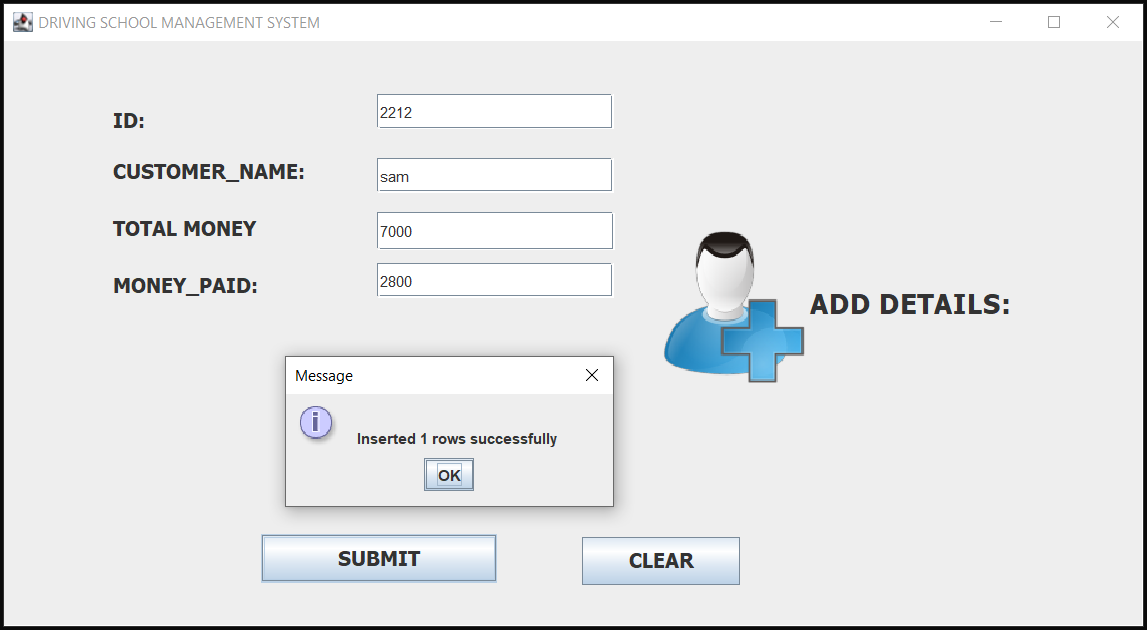 DRIVING SCHOOL MANAGEMENT SYSTEM
ID:
2212
CUSTOMER_NAME:
sam
TOTAL MONEY
7000
MONEY_PAID:
2800
ADD DETAILS:
Message
Inserted 1 rows successfully
OK
SUBMIT
CLEAR